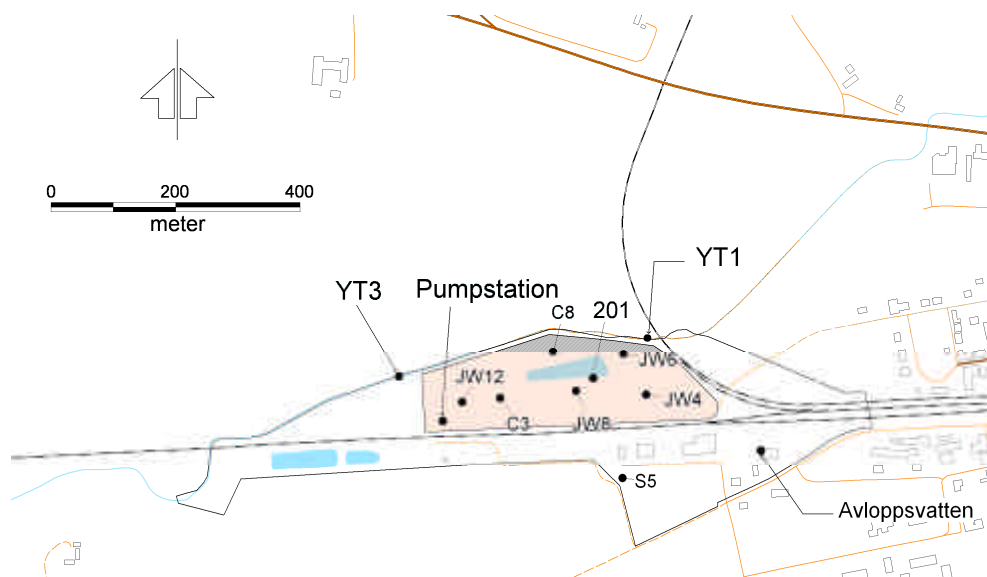 0 200 400
meter
YT1
YT3
Pumpstation
201
C8
JW6
JW12
JW4
C3
JW8
S5
Avloppsvatten